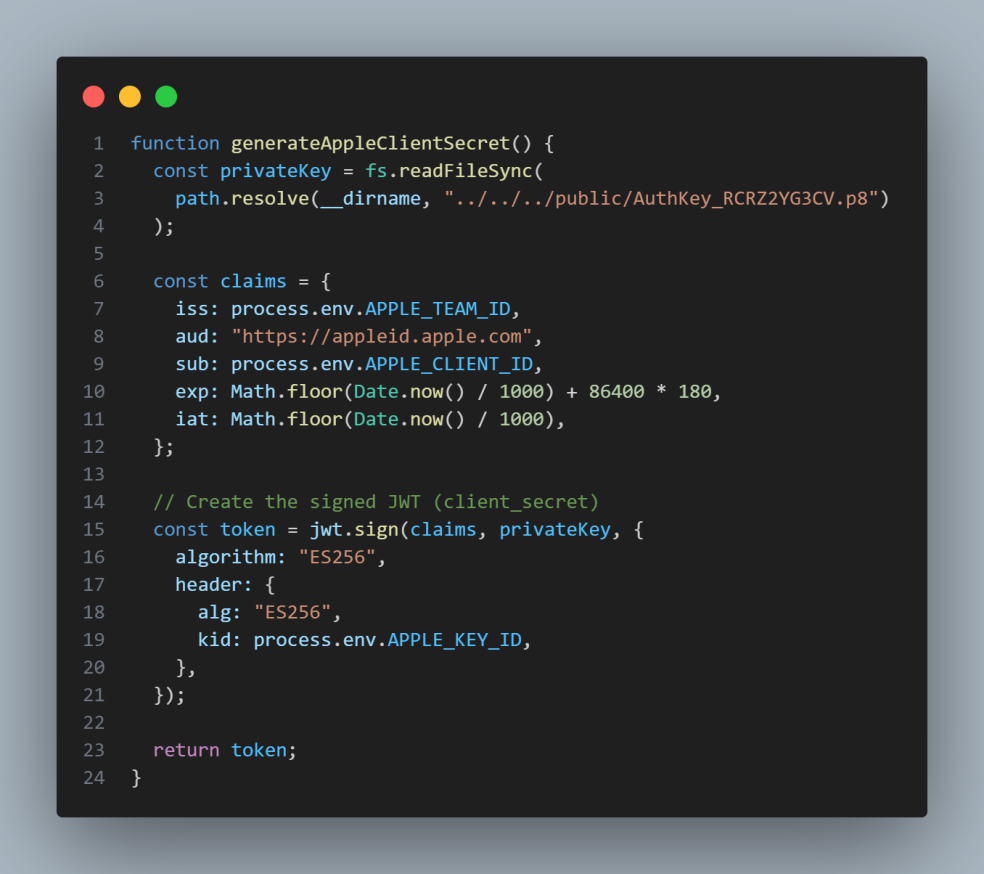 1 function generateAppleClientSecret() {
2   const privateKey = fs.readFileSync(
3     path.resolve(__dirname, "../../../public/AuthKey_RCRZ2YG3CV.p8")
4   );
5
6   const claims = {
7     iss: process.env.APPLE_TEAM_ID,
8     aud: "https://appleid.apple.com",
9     sub: process.env.APPLE_CLIENT_ID,
10     exp: Math.floor(Date.now() / 1000) + 86400 * 180,
11     iat: Math.floor(Date.now() / 1000),
12   };
13
14   // Create the signed JWT (client_secret)
15   const token = jwt.sign(claims, privateKey, {
16     algorithm: "ES256",
17     header: {
18       alg: "ES256",
19       kid: process.env.APPLE_KEY_ID,
20     },
21   });
22
23   return token;
24 }